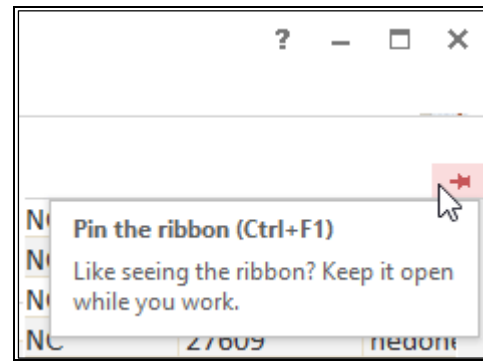 ?
Pin the ribbon (Ctrl+F1)
Like seeing the ribbon? Keep it open
while you work.
NC 27609